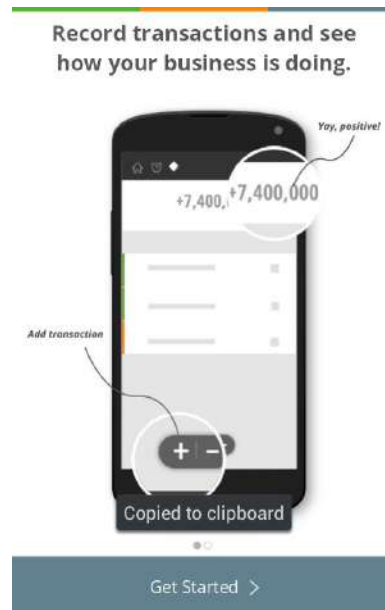 Record transactions and see
how your business is doing.
Yay, positive!
+7,400,
+7,400,000
Add transaction
+ −
Copied to clipboard
Get Started >